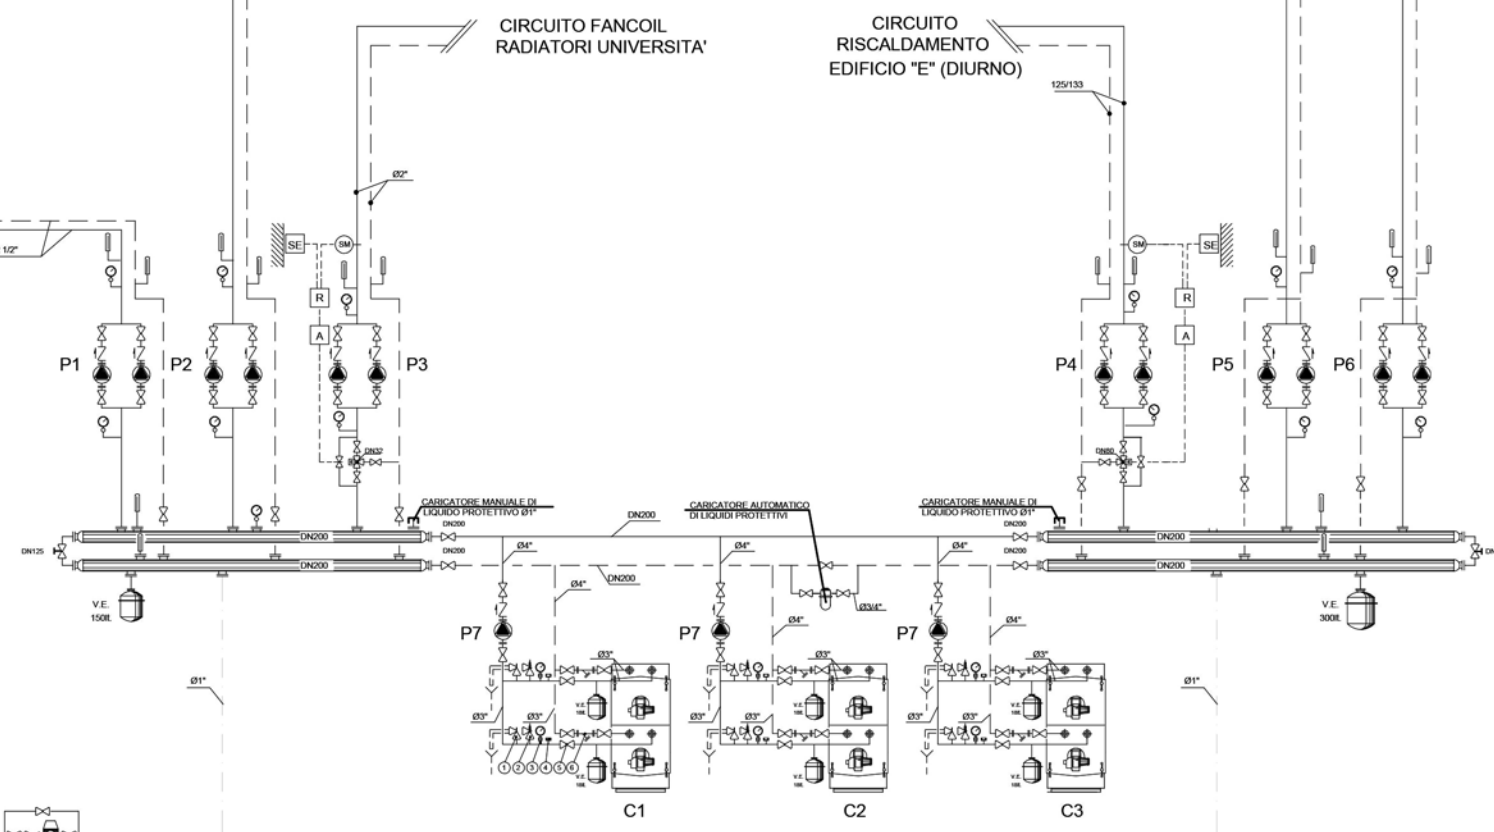 CIRCUITO FANCOIL
RADIATORI UNIVERSITA'
CIRCUITO
RISCALDAMENTO
EDIFICIO "E" (DIURNO)
125/133
Ø2"
1/2"
SE
SM
SM
SE
R
R
A
A
P1
P2
P3
P4
P5
P6
DN32
DN80
CARICATORE MANUALE DI
LIQUIDO PROTETTIVO Ø1"
CARICATORE AUTOMATICO
DI LIQUIDI PROTETTIVI
CARICATORE MANUALE DI
LIQUIDO PROTETTIVO Ø1"
DN200
DN200
DN200
DN200
DN200
DN125
DN200
Ø4"
Ø4"
Ø4"
DN200
DN200
DN200
DN200
DN200
Ø4"
Ø3/4"
V.E.
150lt.
V.E.
300lt.
P7
P7
Ø4"
P7
Ø4"
Ø3"
Ø3"
Ø3"
Ø1"
Ø1"
V.E.
V.E.
V.E.
Ø3"
Ø3"
Ø3"
Ø3"
Ø3"
Ø3"
1 2 3 4 5 6
V.E.
V.E.
V.E.
C1
C2
C3